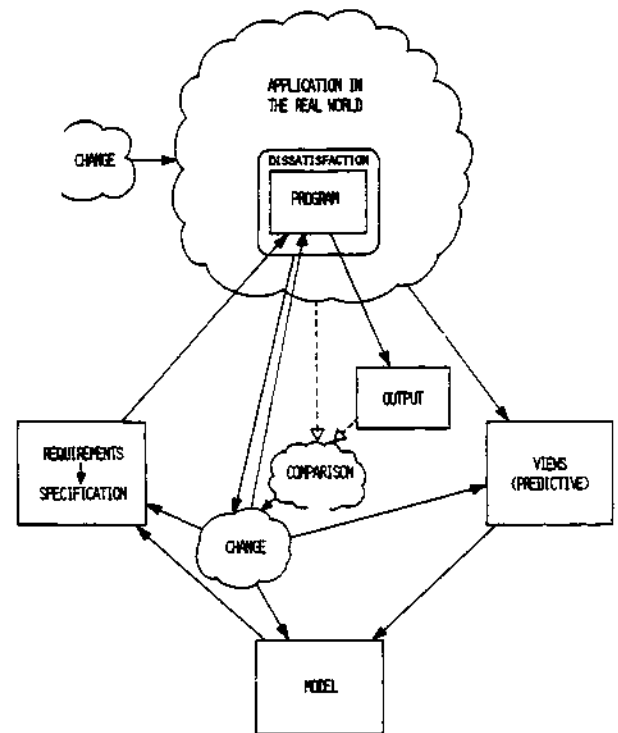 APPLICATION IN
THE REAL WORLD
CHANGE
DISSATISFACTION
PROGRAM
OUTPUT
REQUIREMENTS
SPECIFICATION
COMPARISON
VIEWS
(PREDICTIVE)
CHANGE
MODEL